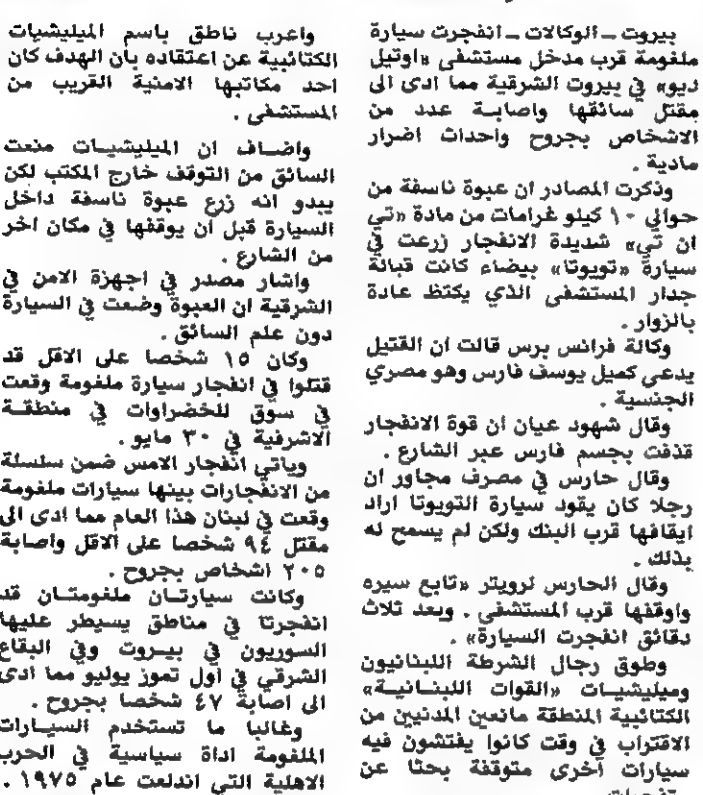 بيروت ــ الوكالات ــ انفجرت سيارة
ملغومة قرب مدخل مستشفى «اوتيل
ديو» في بيروت الشرقية مما ادى الى
مقتل سائقها واصابة عدد من
الاشخاص بجروح واحداث اضرار
مادية .
وذكرت المصادر ان عبوة ناسفة من
حوالي ١٠ كيلو غرامات من مادة «تي
ان تي» شديدة الانفجار زرعت في
سيارة «تويوتا» بيضاء كانت قبالة
جدار المستشفى الذي يكتظ عادة
بالزوار .
وكالة فرانس برس قالت ان القتيل
يدعى كميل يوسف فارس وهو مصري
الجنسية .
وقال شهود عيان ان قوة الانفجار
قذفت بجسم فارس عبر الشارع .
وقال حارس في مصرف مجاور ان
رجلا كان يقود سيارة التويوتا اراد
ايقافها قرب البنك ولكن لم يسمح له
بذلك .
وقال الحارس لرويتر «تابع سيره
واوقفها قرب المستشفى . وبعد ثلاث
دقائق انفجرت السيارة» .
وطوق رجال الشرطة اللبنانيون
وميليشيات «القوات اللبنانية»
الكتائبية المنطقة مانعين المدنيين من
الاقتراب في وقت كانوا يفتشون فيه
سيارات أخرى متوقفة بحثا عن
واعرب ناطق باسم الميليشيات
الكتائبية عن اعتقاده بان الهدف كان
احد مكاتبها الامنية القريب من
المستشفى .
واضاف ان الميليشيات منعت
السائق من التوقف خارج المكتب لكن
يبدو انه زرع عبوة ناسفة داخل
السيارة قبل ان يوقفها في مكان اخر
من الشارع .
واشار مصدر في اجهزة الامن في
الشرقية ان العبوة وضعت في السيارة
دون علم السائق .
وكان ١٥ شخصا على الاقل قد
قتلوا في انفجار سيارة ملغومة وقعت
في سوق للخضراوات في منطقة
الاشرفية في ٣٠ مايو .
وياتي انفجار الامس ضمن سلسلة
من الانفجارات بينها سيارات ملغومة
وقعت في لبنان هذا العام مما ادى الى
مقتل ٩٤ شخصا على الاقل واصابة
٢٠٥ اشخاص بجروح .
وكانت سيارتان ملغومتان قد
انفجرتا في مناطق يسيطر عليها
السوريون في بيروت وفي البقاع
الشرقي في أول تموز يوليو مما ادى
الى اصابة ٤٧ شخصا بجروح .
وغالبا ما تستخدم السيارات
الملغومة اداة سياسية في الحرب
الاهلية التي اندلعت عام ١٩٧٥ .